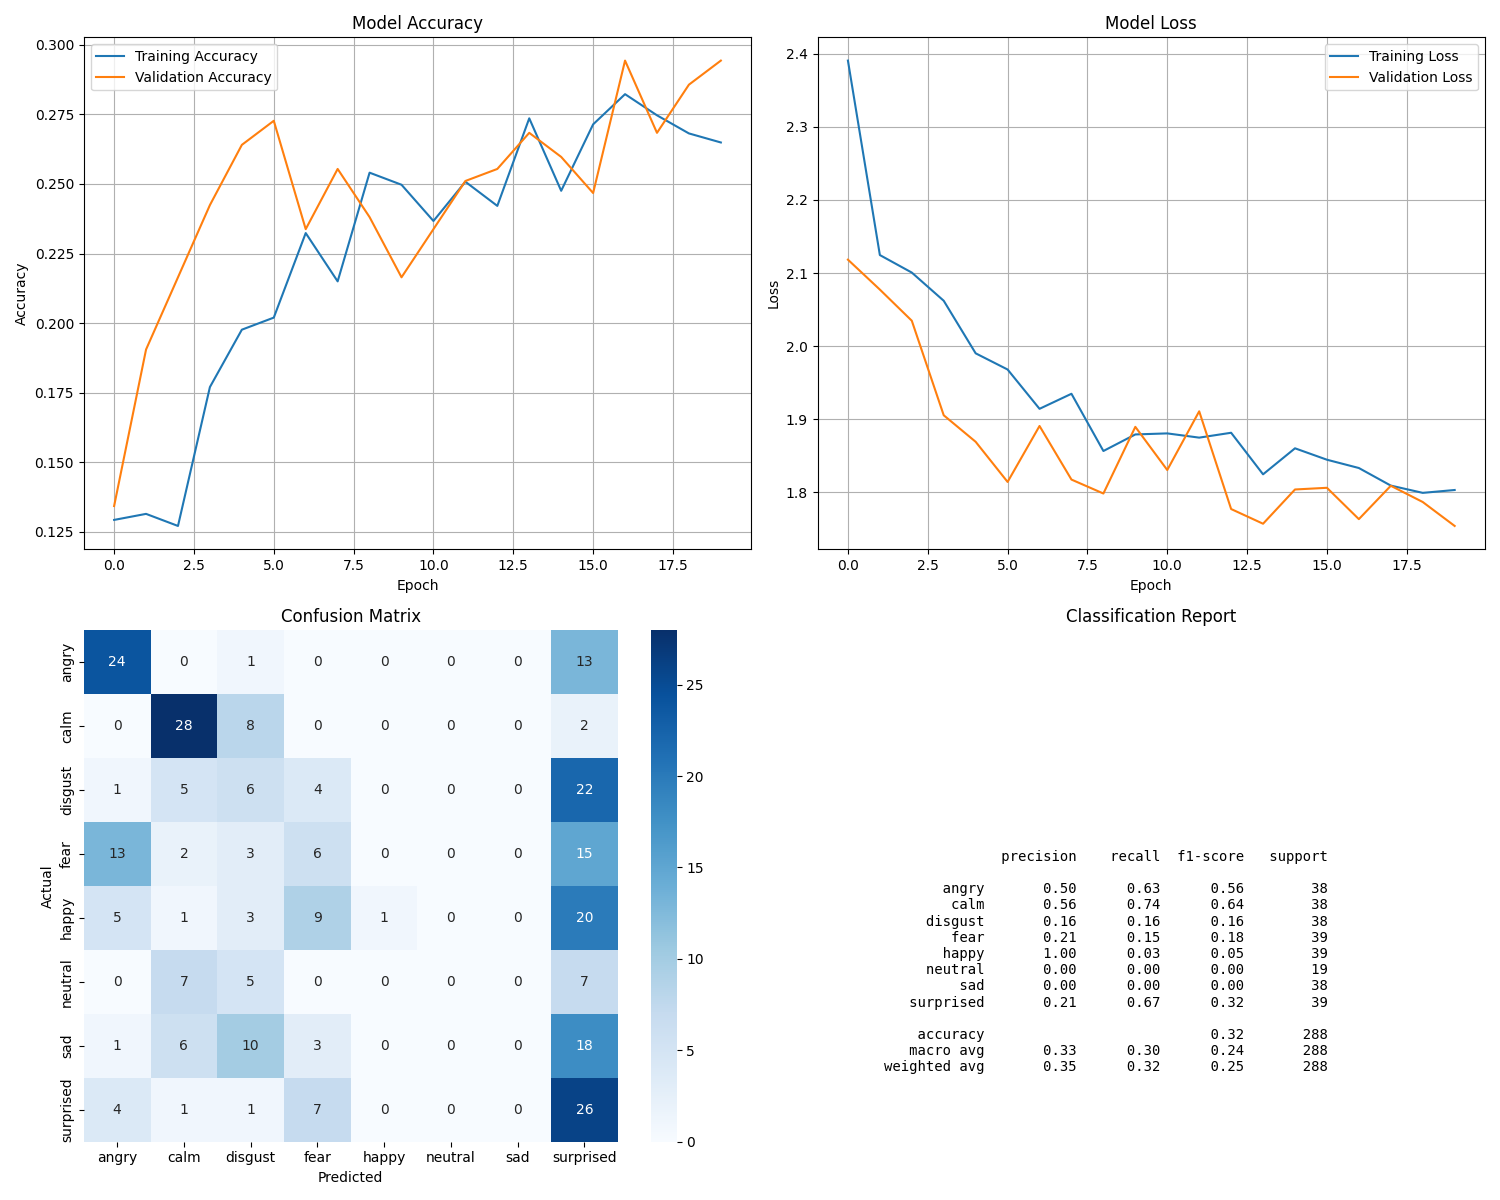 Model Accuracy
Training Accuracy
Validation Accuracy
0.300
0.275
0.250
0.225
0.200
0.175
0.150
0.125
Accuracy
0.0 2.5 5.0 7.5 10.0 12.5 15.0 17.5
Epoch
Model Loss
Training Loss
Validation Loss
2.4
2.3
2.2
2.1
2.0
1.9
1.8
Loss
0.0 2.5 5.0 7.5 10.0 12.5 15.0 17.5
Epoch
Confusion Matrix
Actual
angry 24 0 1 0 0 0 0 13
calm 0 28 8 0 0 0 0 2
disgust 1 5 6 4 0 0 0 22
fear 13 2 3 6 0 0 0 15
happy 5 1 3 9 1 0 0 20
neutral 0 7 5 0 0 0 0 7
sad 1 6 10 3 0 0 0 18
surprised 4 1 1 7 0 0 0 26
angry calm disgust fear happy neutral sad surprised
Predicted
25
20
15
10
5
0
Classification Report
precision recall f1-score support
angry 0.50 0.63 0.56 38
calm 0.56 0.74 0.64 38
disgust 0.16 0.16 0.16 38
fear 0.21 0.15 0.18 39
happy 1.00 0.03 0.05 39
neutral 0.00 0.00 0.00 19
sad 0.00 0.00 0.00 38
surprised 0.21 0.67 0.32 39
accuracy 0.32 288
macro avg 0.33 0.30 0.24 288
weighted avg 0.35 0.32 0.25 288